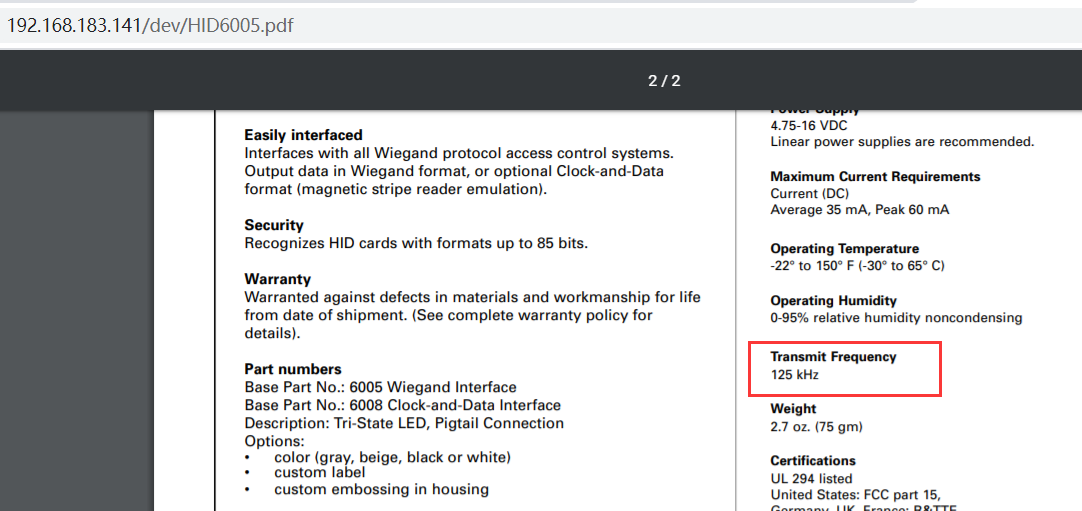 192.168.183.141/dev/HID6005.pdf
2 / 2
Easily interfaced
Interfaces with all Wiegand protocol access control systems.
Output data in Wiegand format, or optional Clock-and-Data
format (magnetic stripe reader emulation).
Security
Recognizes HID cards with formats up to 85 bits.
Warranty
Warranted against defects in materials and workmanship for life
from date of shipment. (See complete warranty policy for
details).
Part numbers
Base Part No.: 6005 Wiegand Interface
Base Part No.: 6008 Clock-and-Data Interface
Description: Tri-State LED, Pigtail Connection
Options:
• color (gray, beige, black or white)
• custom label
• custom embossing in housing
Power Supply
4.75-16 VDC
Linear power supplies are recommended.
Maximum Current Requirements
Current (DC)
Average 35 mA, Peak 60 mA
Operating Temperature
-22° to 150° F (-30° to 65° C)
Operating Humidity
0-95% relative humidity noncondensing
Transmit Frequency
125 kHz
Weight
2.7 oz. (75 gm)
Certifications
UL 294 listed
United States: FCC part 15,
Germany, UK, France: R&TTE